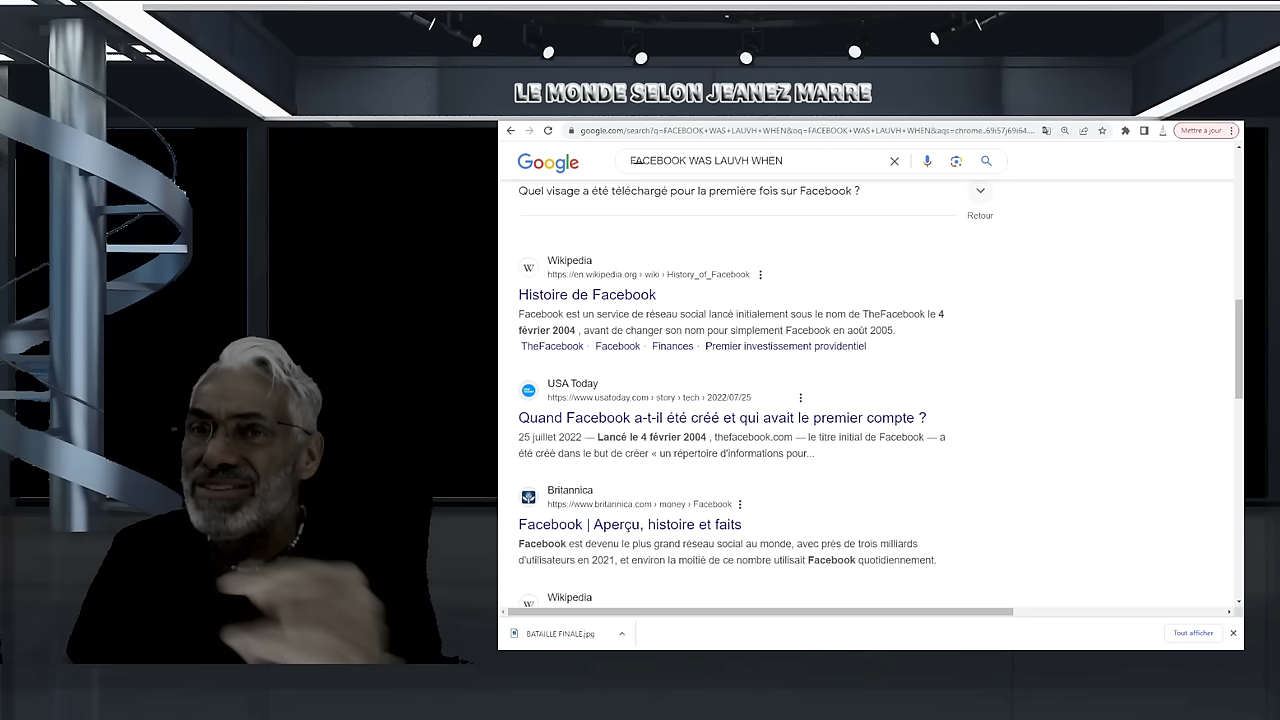 LE MONDE SELON JEANEZ MARRE
google.com/search?q=FACEBOOK+WAS+LAUVH+WHEN&oq=FACEBOOK+WAS+LAUVH+WHEN&aqs=chrome..69i57j69i64....
Mettre à jour
Google
FACEBOOK WAS LAUVH WHEN
Quel visage a été téléchargé pour la première fois sur Facebook ?
Retour
W
Wikipedia
https://en.wikipedia.org › wiki › History_of_Facebook
Histoire de Facebook
Facebook est un service de réseau social lancé initialement sous le nom de TheFacebook le 4
février 2004 , avant de changer son nom pour simplement Facebook en août 2005.
TheFacebook · Facebook · Finances · Premier investissement providentiel
USA Today
https://www.usatoday.com › story › tech › 2022/07/25
Quand Facebook a-t-il été créé et qui avait le premier compte ?
25 juillet 2022 — Lancé le 4 février 2004 , thefacebook.com — le titre initial de Facebook — a
été créé dans le but de créer « un répertoire d'informations pour...
Britannica
https://www.britannica.com › money › Facebook
Facebook | Aperçu, histoire et faits
Facebook est devenu le plus grand réseau social au monde, avec près de trois milliards
d'utilisateurs en 2021, et environ la moitié de ce nombre utilisait Facebook quotidiennement.
W
Wikipedia
BATAILLE FINALE.jpg
Tout afficher